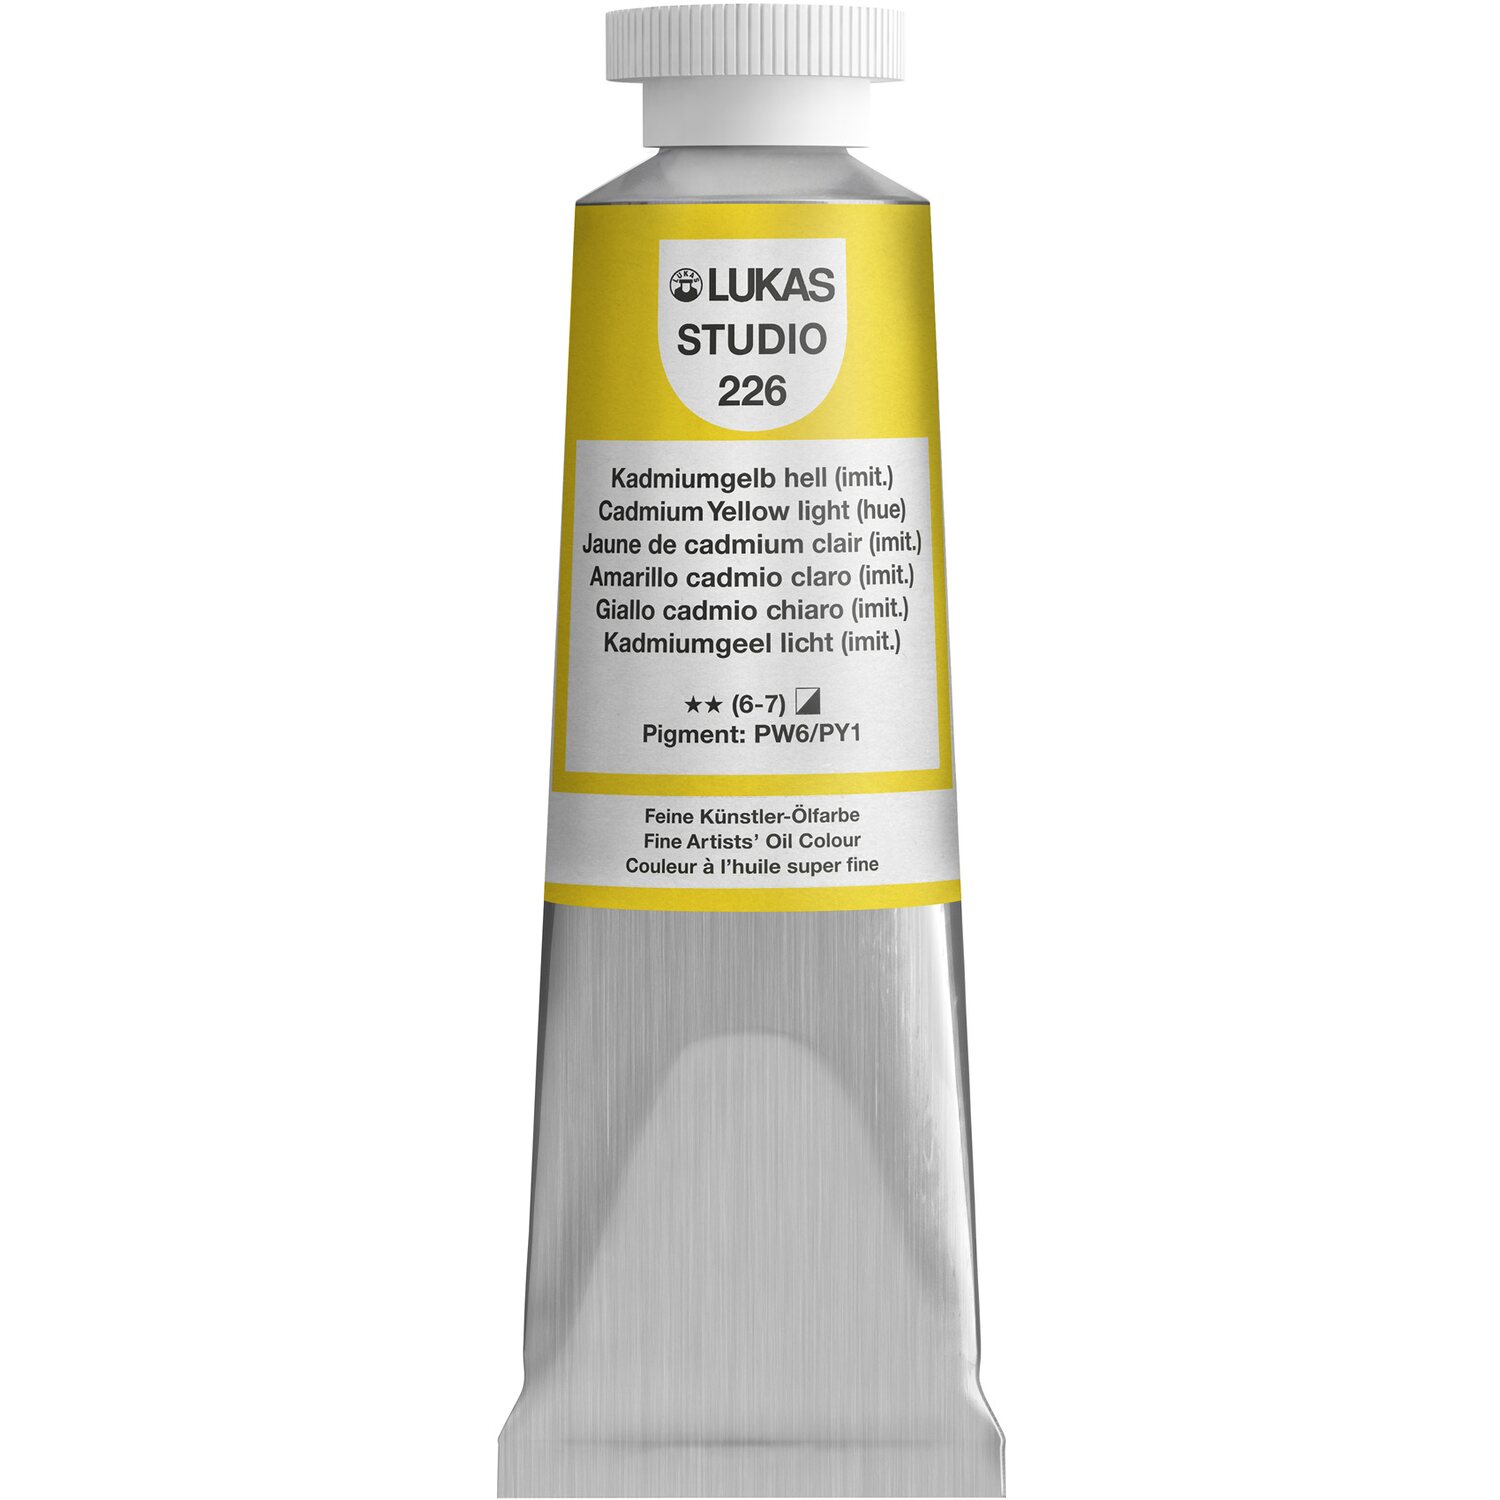 LUKAS LUKAS
STUDIO
226
Kadmiumgelb hell (imit.)
Cadmium Yellow light (hue)
Jaune de cadmium clair (imit.)
Amarillo cadmio claro (imit.)
Giallo cadmio chiaro (imit.)
Kadmiumgeel licht (imit.)
★★ (6-7)
Pigment: PW6/PY1
Feine Künstler-Ölfarbe
Fine Artists’ Oil Colour
Couleur à l’huile super fine